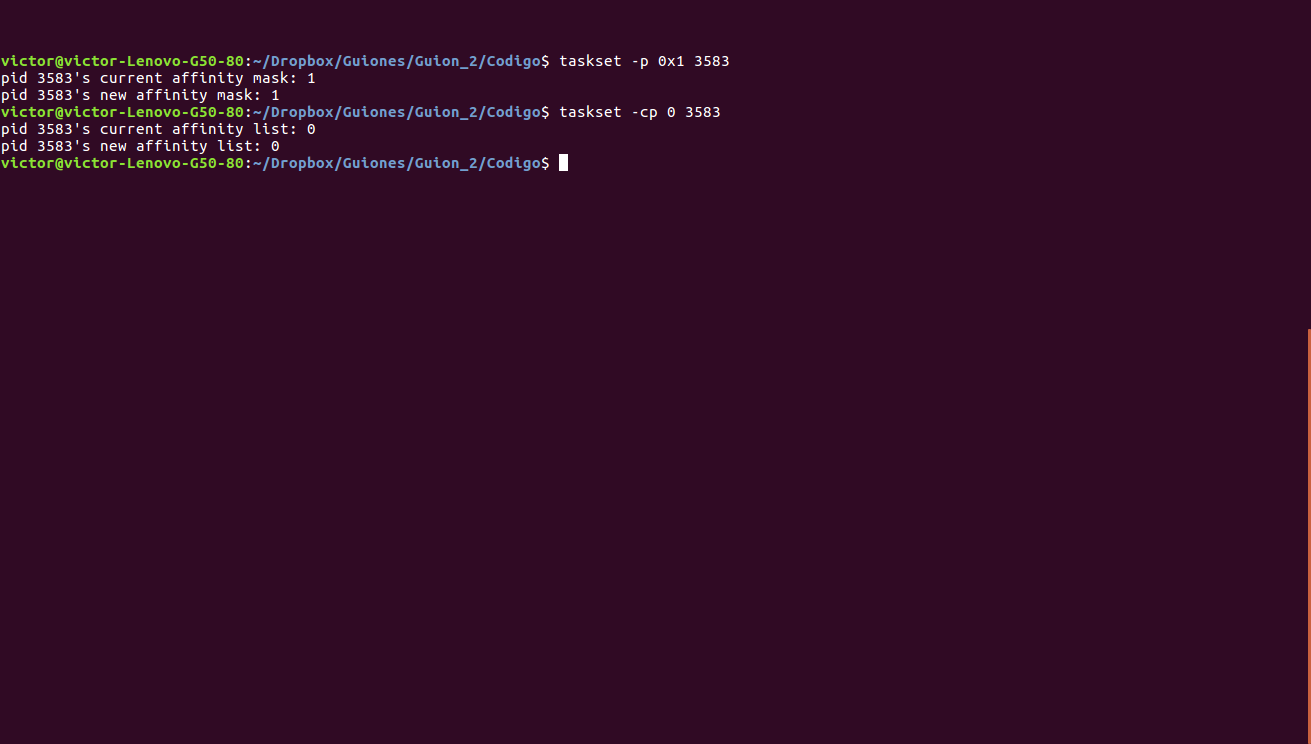 victor@victor-Lenovo-G50-80:~/Dropbox/Guiones/Guion_2/Codigo$ taskset -p 0x1 3583
pid 3583's current affinity mask: 1
pid 3583's new affinity mask: 1
victor@victor-Lenovo-G50-80:~/Dropbox/Guiones/Guion_2/Codigo$ taskset -cp 0 3583
pid 3583's current affinity list: 0
pid 3583's new affinity list: 0
victor@victor-Lenovo-G50-80:~/Dropbox/Guiones/Guion_2/Codigo$